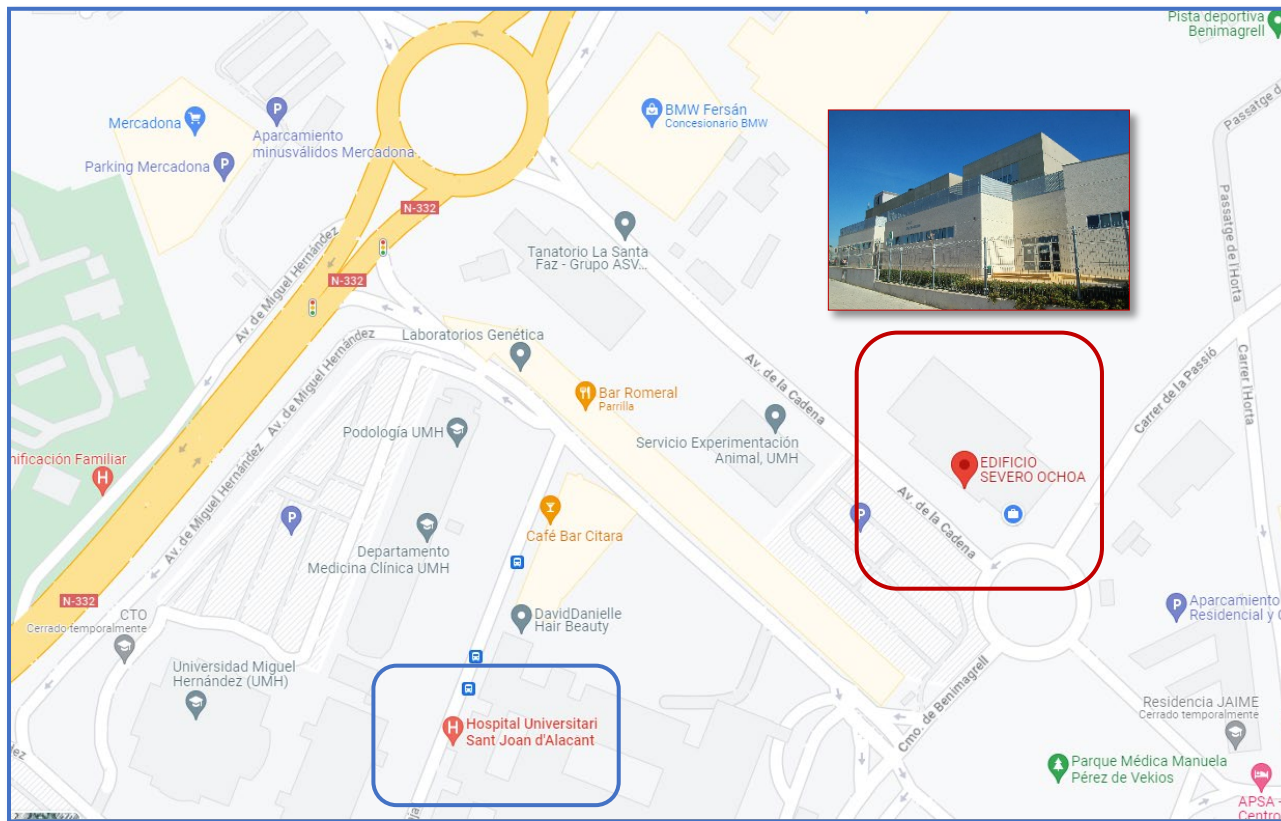 Pista deportiva
Benimagrell
Mercadona
Aparcamiento
minusválidos Mercadona
Parking Mercadona
BMW Fersán
Concesionario BMW
Passatge d
N-332
Passatge de l'Horta
Tanatorio La Santa
Faz - Grupo ASV...
Av. de Miguel Hernández
N-332
Laboratorios Genética
Av. de Miguel Hernández
Bar Romeral
Parrilla
Av. de la Cadena
Carrer de la Passió
Carrer l'Horta
Podología UMH
Servicio Experimentación
Animal, UMH
nificación Familiar
EDIFICIO
SEVERO OCHOA
Av. de Miguel Hernández
Av. de la Cadena
Café Bar Citara
Departamento
Medicina Clínica UMH
N-332
CTO
Cerrado temporalmente
DavidDanielle
Hair Beauty
Aparcamiento
Residencial y C
Universidad Miguel
Hernández (UMH)
Cmo. de Benimagrell
Residencia JAIME
Cerrado temporalmente
Hospital Universitari
Sant Joan d'Alacant
Parque Médica Manuela
Pérez de Vekios
APSA -
Centro